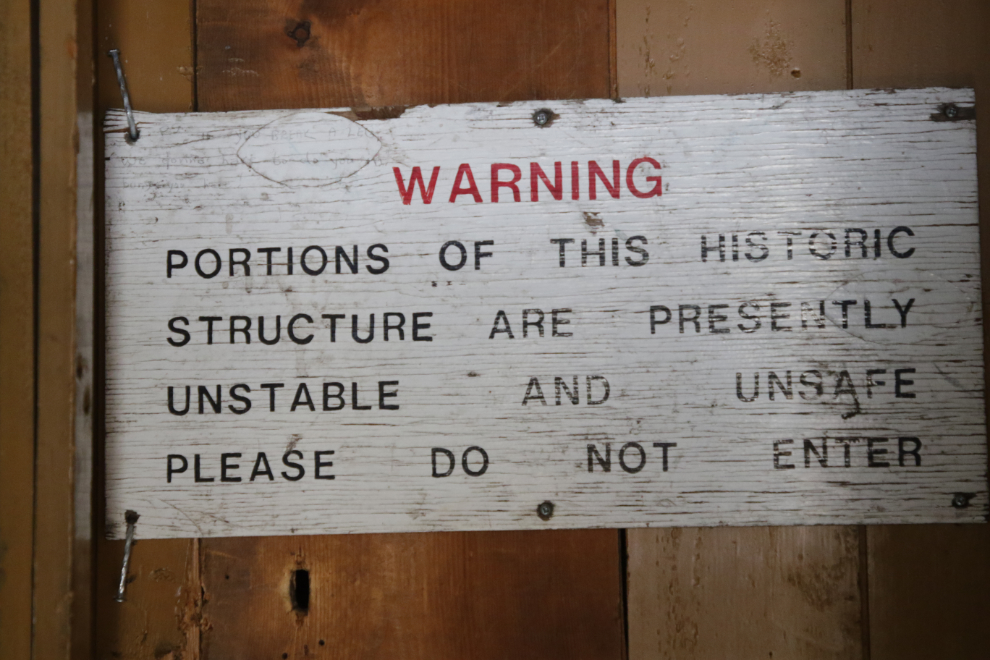 WARNING
PORTIONS OF THIS HISTORIC
STRUCTURE ARE PRESENTLY
UNSTABLE AND UNSAFE
PLEASE DO NOT ENTER